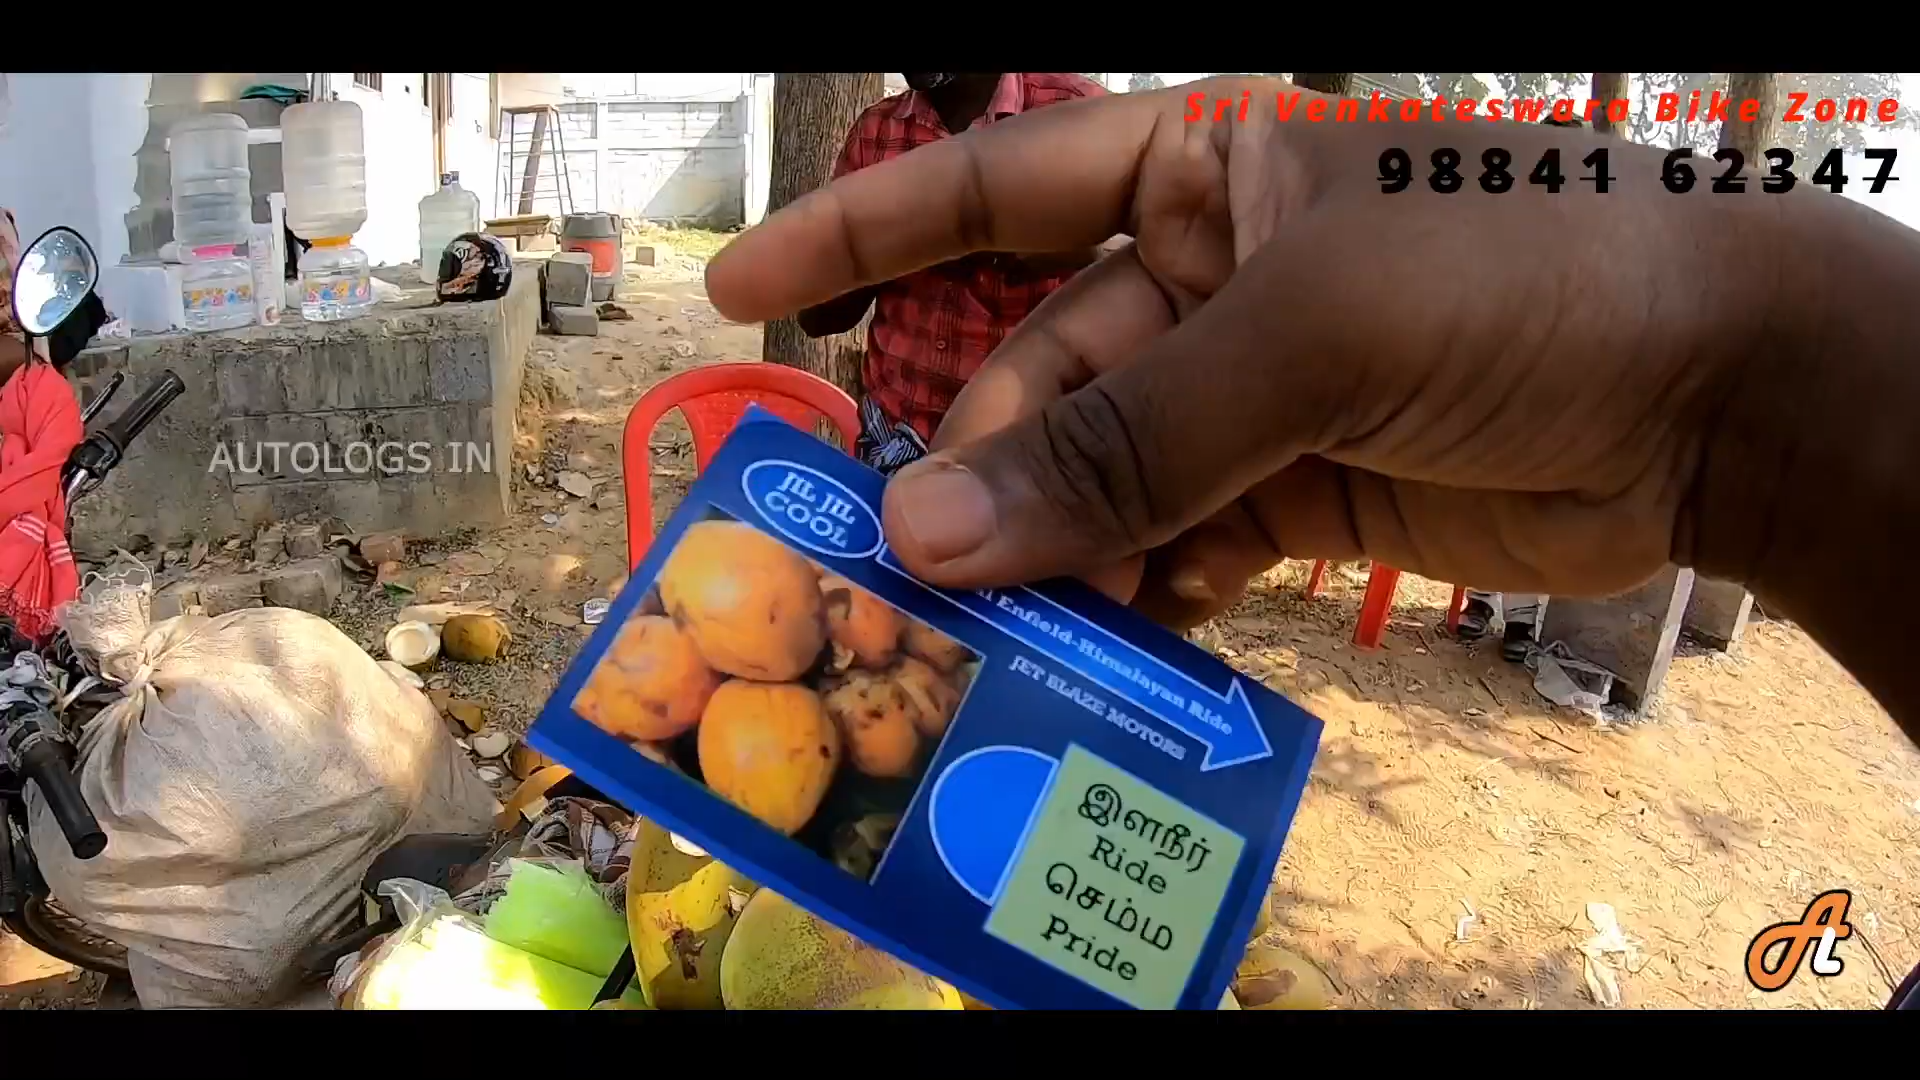 Sri Venkateswara Bike Zone
98841 62347
AUTOLOGS IN
JIL JIL
COOL
Enfield-Himalayan Ride
JET BLAZE MOTORS
இளநீர்
Ride
செம்ம
Pride
AL